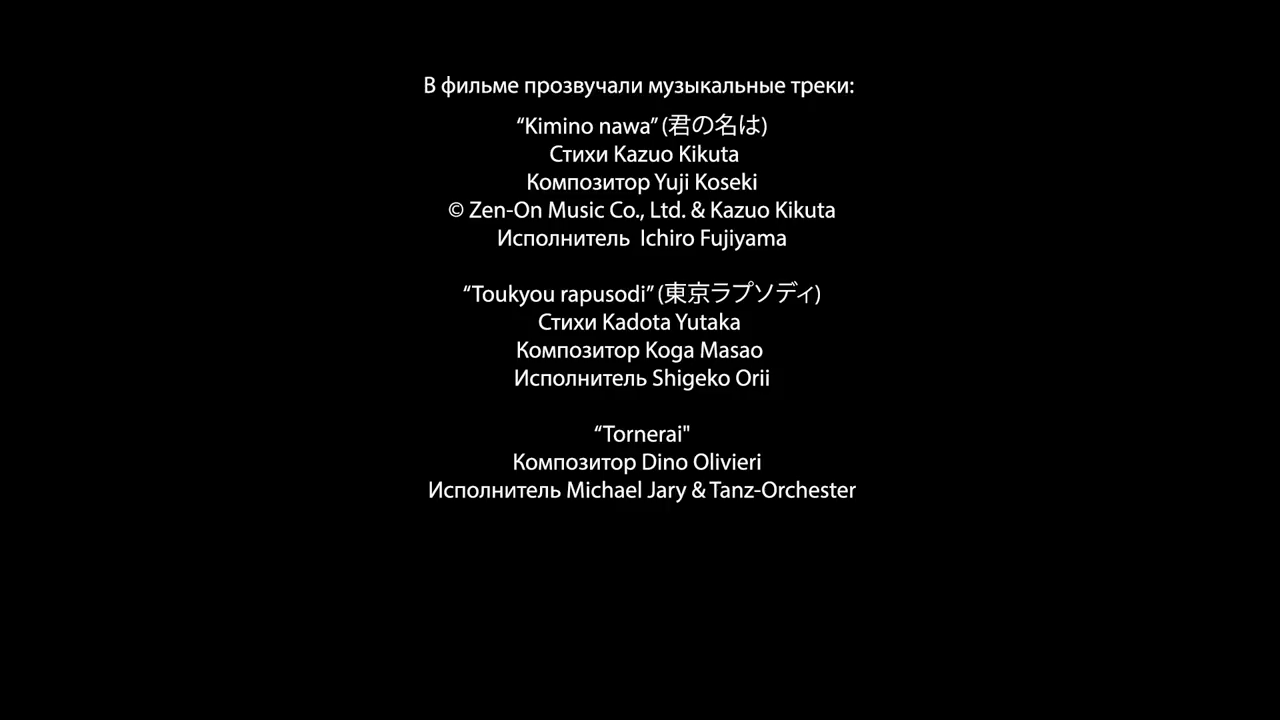 В фильме прозвучали музыкальные треки:
“Kimino nawa” (君の名は)
Стихи Kazuo Kikuta
Композитор Yuji Koseki
© Zen-On Music Co., Ltd. & Kazuo Kikuta
Исполнитель  Ichiro Fujiyama
“Toukyou rapusodi” (東京ラプソディ)
Стихи Kadota Yutaka
Композитор Koga Masao
Исполнитель Shigeko Orii
“Tornerai"
Композитор Dino Olivieri
Исполнитель Michael Jary & Tanz-Orchester